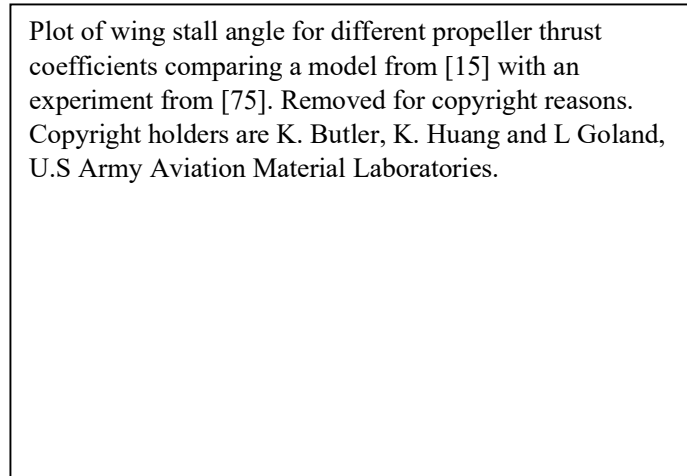 Plot of wing stall angle for different propeller thrust
coefficients comparing a model from [15] with an
experiment from [75]. Removed for copyright reasons.
Copyright holders are K. Butler, K. Huang and L Goland,
U.S Army Aviation Material Laboratories.